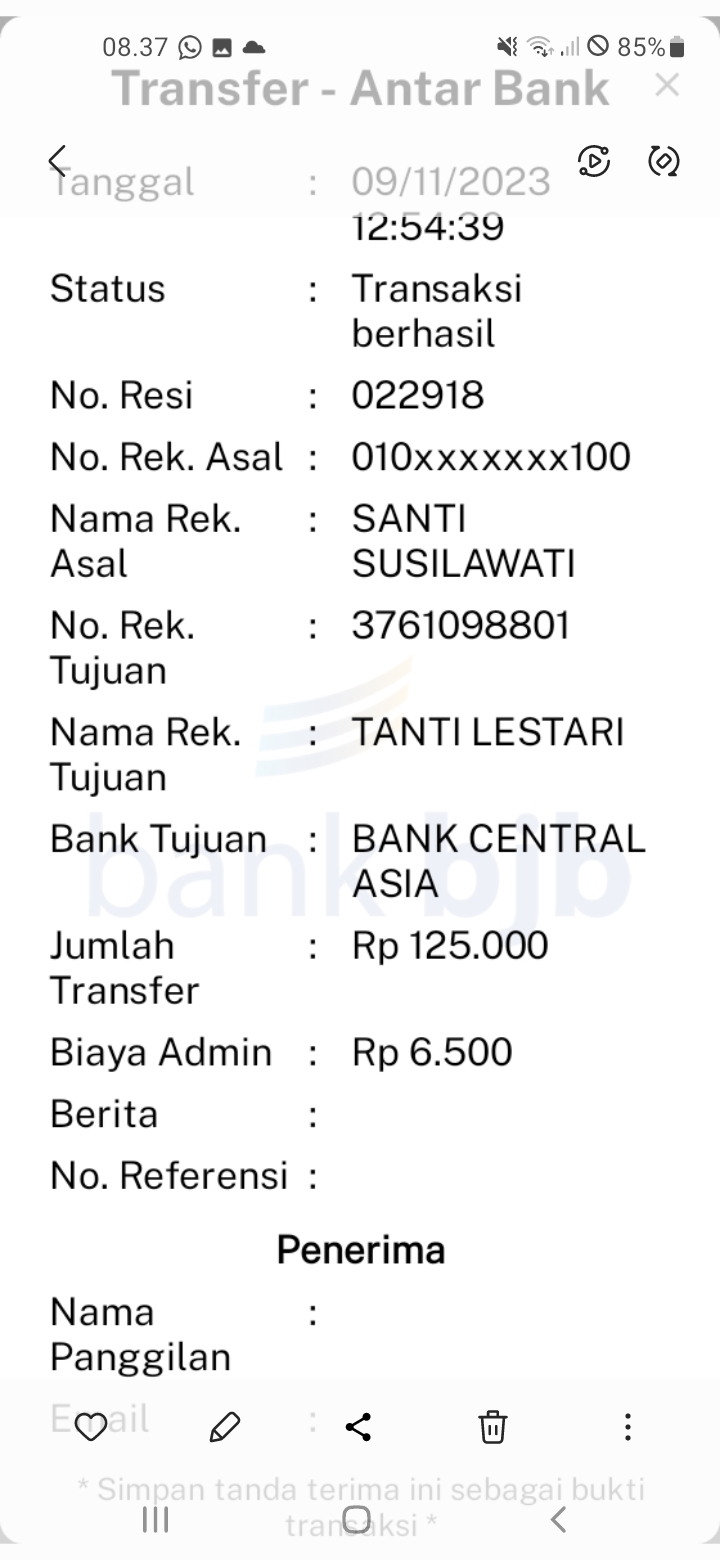 08.37 85%
Transfer - Antar Bank
Tanggal : 09/11/2023
12:54:39
Status : Transaksi
berhasil
No. Resi : 022918
No. Rek. Asal : 010xxxxxxx100
Nama Rek. : SANTI
Asal SUSILAWATI
No. Rek. : 3761098801
Tujuan
Nama Rek. : TANTI LESTARI
Tujuan
bank bjb
Bank Tujuan : BANK CENTRAL
ASIA
Jumlah : Rp 125.000
Transfer
Biaya Admin : Rp 6.500
Berita :
No. Referensi :
Penerima
Nama :
Panggilan
Email :
* Simpan tanda terima ini sebagai bukti
transaksi *